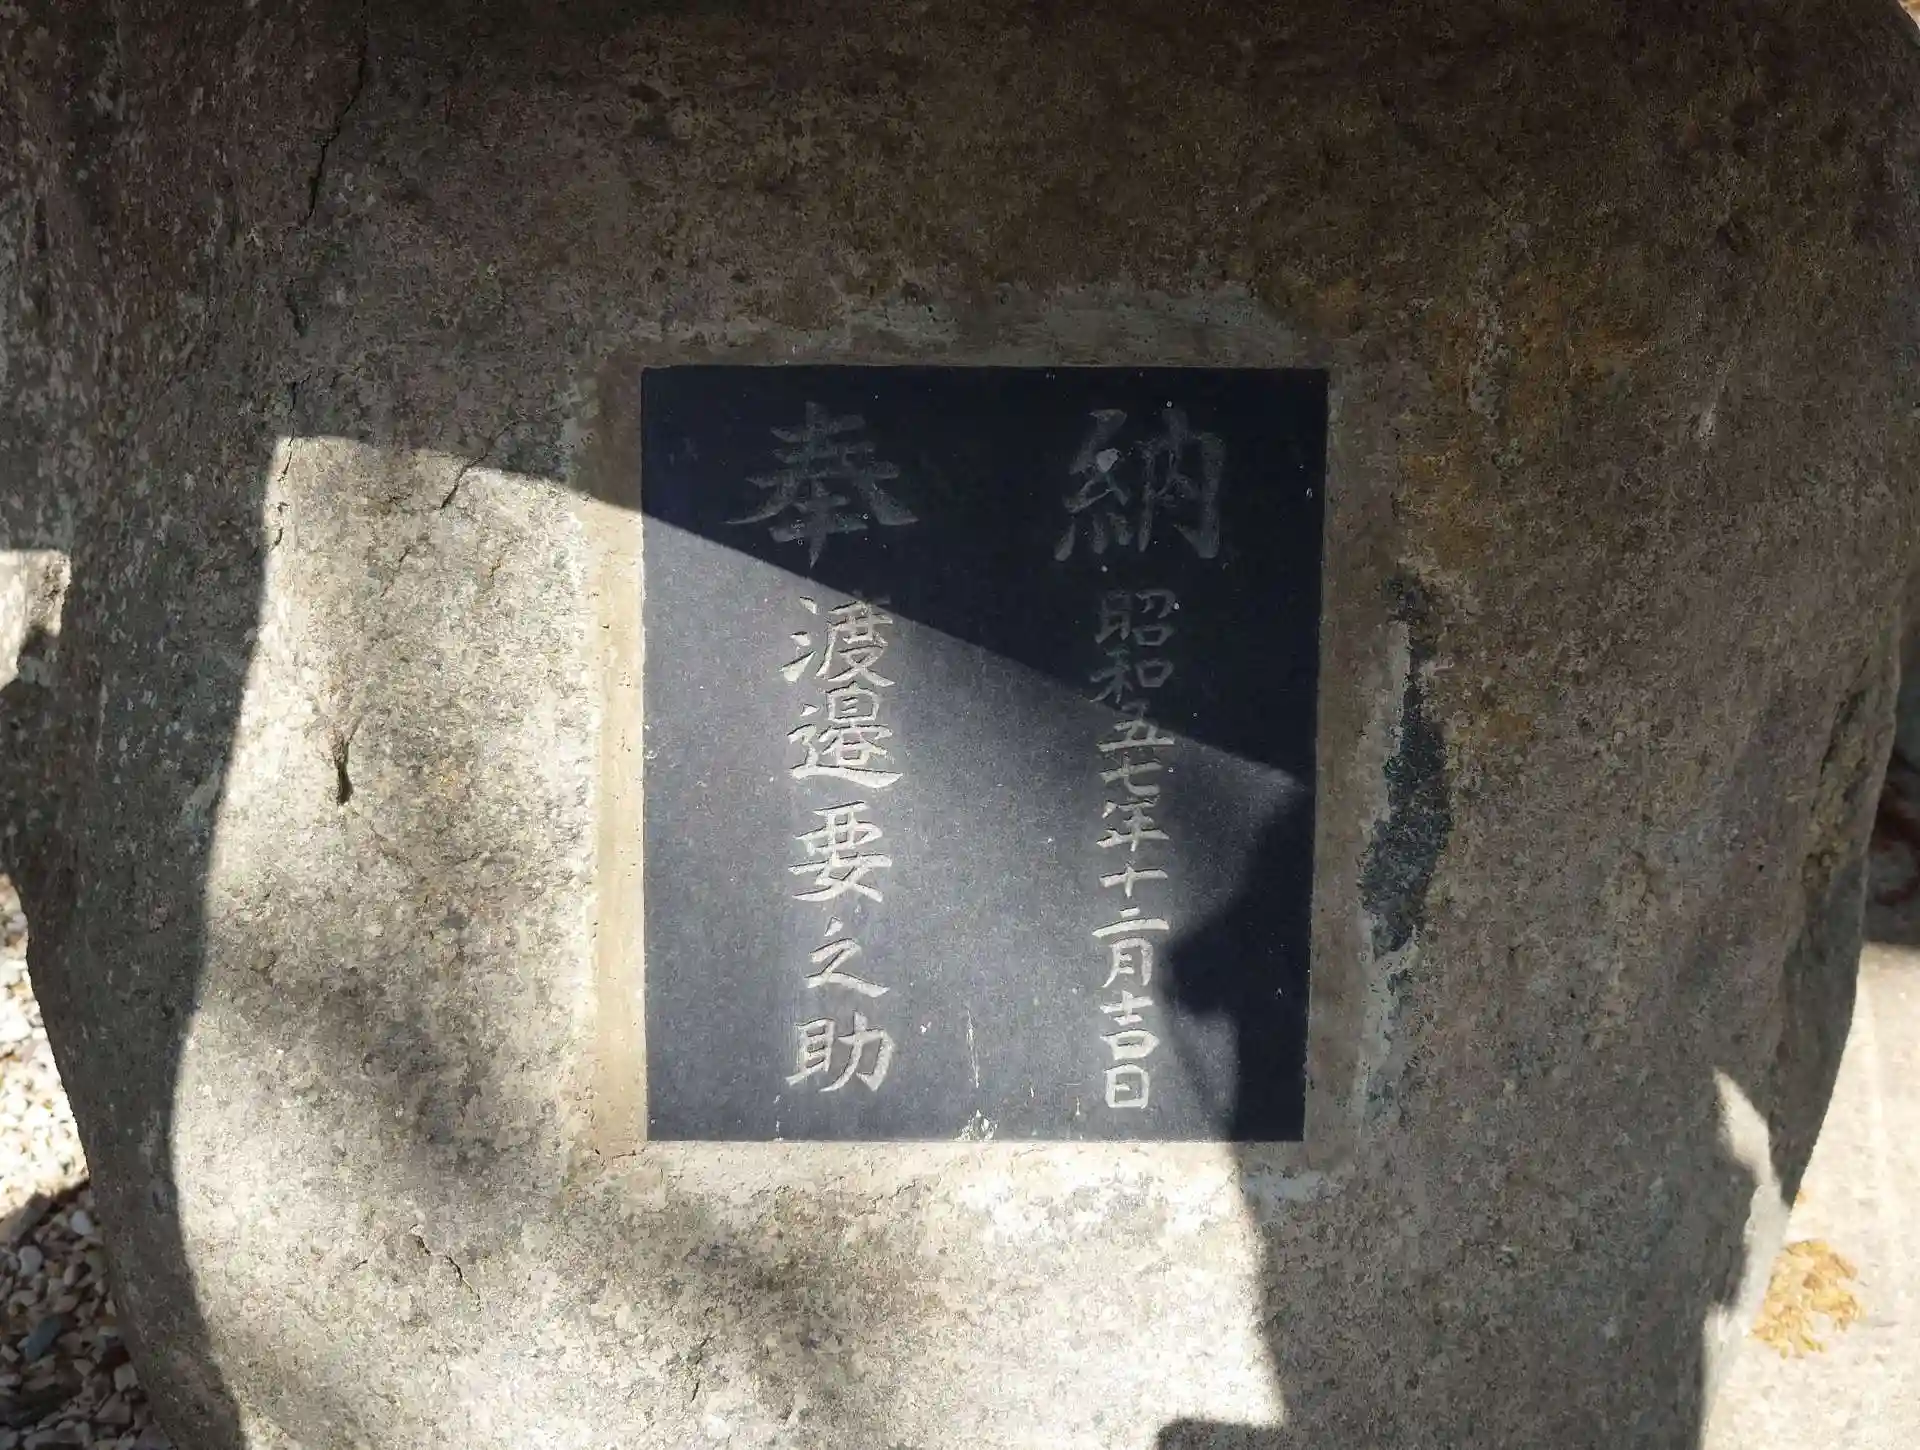 納 昭和五七年十二月吉日
奉 渡邉要之助